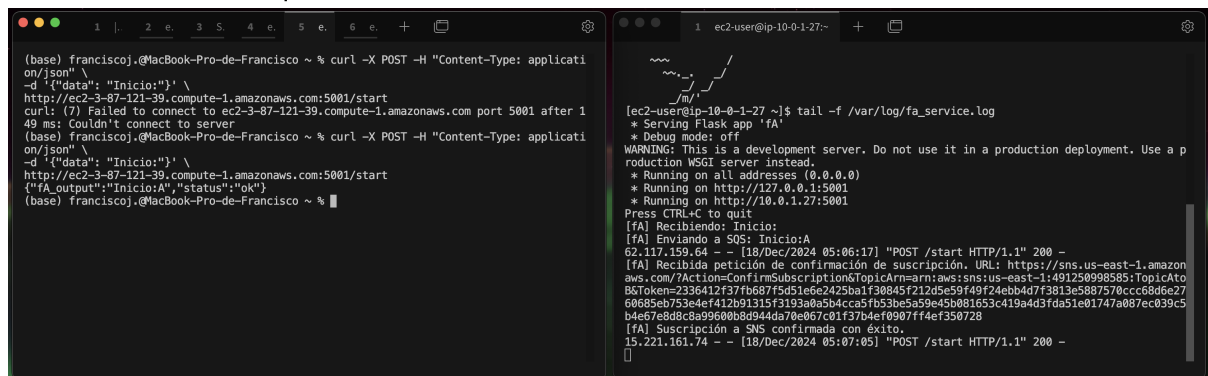 1 |.. 2 e. 3 S. 4 e. 5 e. 6 e. +
(base) franciscoj.@MacBook-Pro-de-Francisco ~ % curl -X POST -H "Content-Type: applicati
on/json" \
-d '{"data": "Inicio:"}' \
http://ec2-3-87-121-39.compute-1.amazonaws.com:5001/start
curl: (7) Failed to connect to ec2-3-87-121-39.compute-1.amazonaws.com port 5001 after 1
49 ms: Couldn't connect to server
(base) franciscoj.@MacBook-Pro-de-Francisco ~ % curl -X POST -H "Content-Type: applicati
on/json" \
-d '{"data": "Inicio:"}' \
http://ec2-3-87-121-39.compute-1.amazonaws.com:5001/start
{"fA_output":"Inicio:A","status":"ok"}
(base) franciscoj.@MacBook-Pro-de-Francisco ~ %
1 ec2-user@ip-10-0-1-27:~ +
~~~ /
~~._. _/
_/ _/
_/m/'
[ec2-user@ip-10-0-1-27 ~]$ tail -f /var/log/fa_service.log
* Serving Flask app 'fA'
* Debug mode: off
WARNING: This is a development server. Do not use it in a production deployment. Use a p
roduction WSGI server instead.
* Running on all addresses (0.0.0.0)
* Running on http://127.0.0.1:5001
* Running on http://10.0.1.27:5001
Press CTRL+C to quit
[fA] Recibiendo: Inicio:
[fA] Enviando a SQS: Inicio:A
62.117.159.64 - - [18/Dec/2024 05:06:17] "POST /start HTTP/1.1" 200 -
[fA] Recibida petición de confirmación de suscripción. URL: https://sns.us-east-1.amazon
aws.com/?Action=ConfirmSubscription&TopicArn=arn:aws:sns:us-east-1:491250998585:TopicAto
B&Token=2336412f37fb687f5d51e6e2425ba1f30845f212d5e59f49f24ebb4d7f3813e5887570ccc68d6e27
60685eb753e4ef412b91315f3193a0a5b4cca5fb53be5a59e45b081653c419a4d3fda51e01747a087ec039c5
b4e67e8d8c8a99600b8d944da70e067c01f37b4ef0907ff4ef350728
[fA] Suscripción a SNS confirmada con éxito.
15.221.161.74 - - [18/Dec/2024 05:07:05] "POST /start HTTP/1.1" 200 -